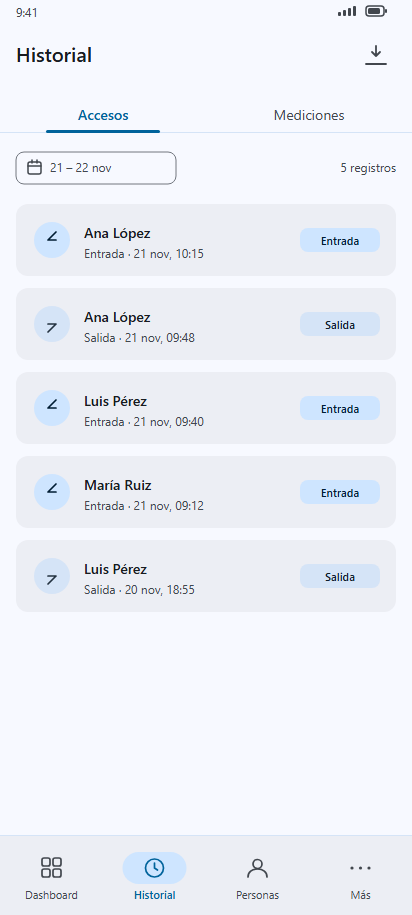 9:41
Historial
Accesos
Mediciones
21 – 22 nov
5 registros
Ana López
Entrada · 21 nov, 10:15
Entrada
Ana López
Salida · 21 nov, 09:48
Salida
Luis Pérez
Entrada · 21 nov, 09:40
Entrada
María Ruiz
Entrada · 21 nov, 09:12
Entrada
Luis Pérez
Salida · 20 nov, 18:55
Salida
Dashboard
Historial
Personas
Más